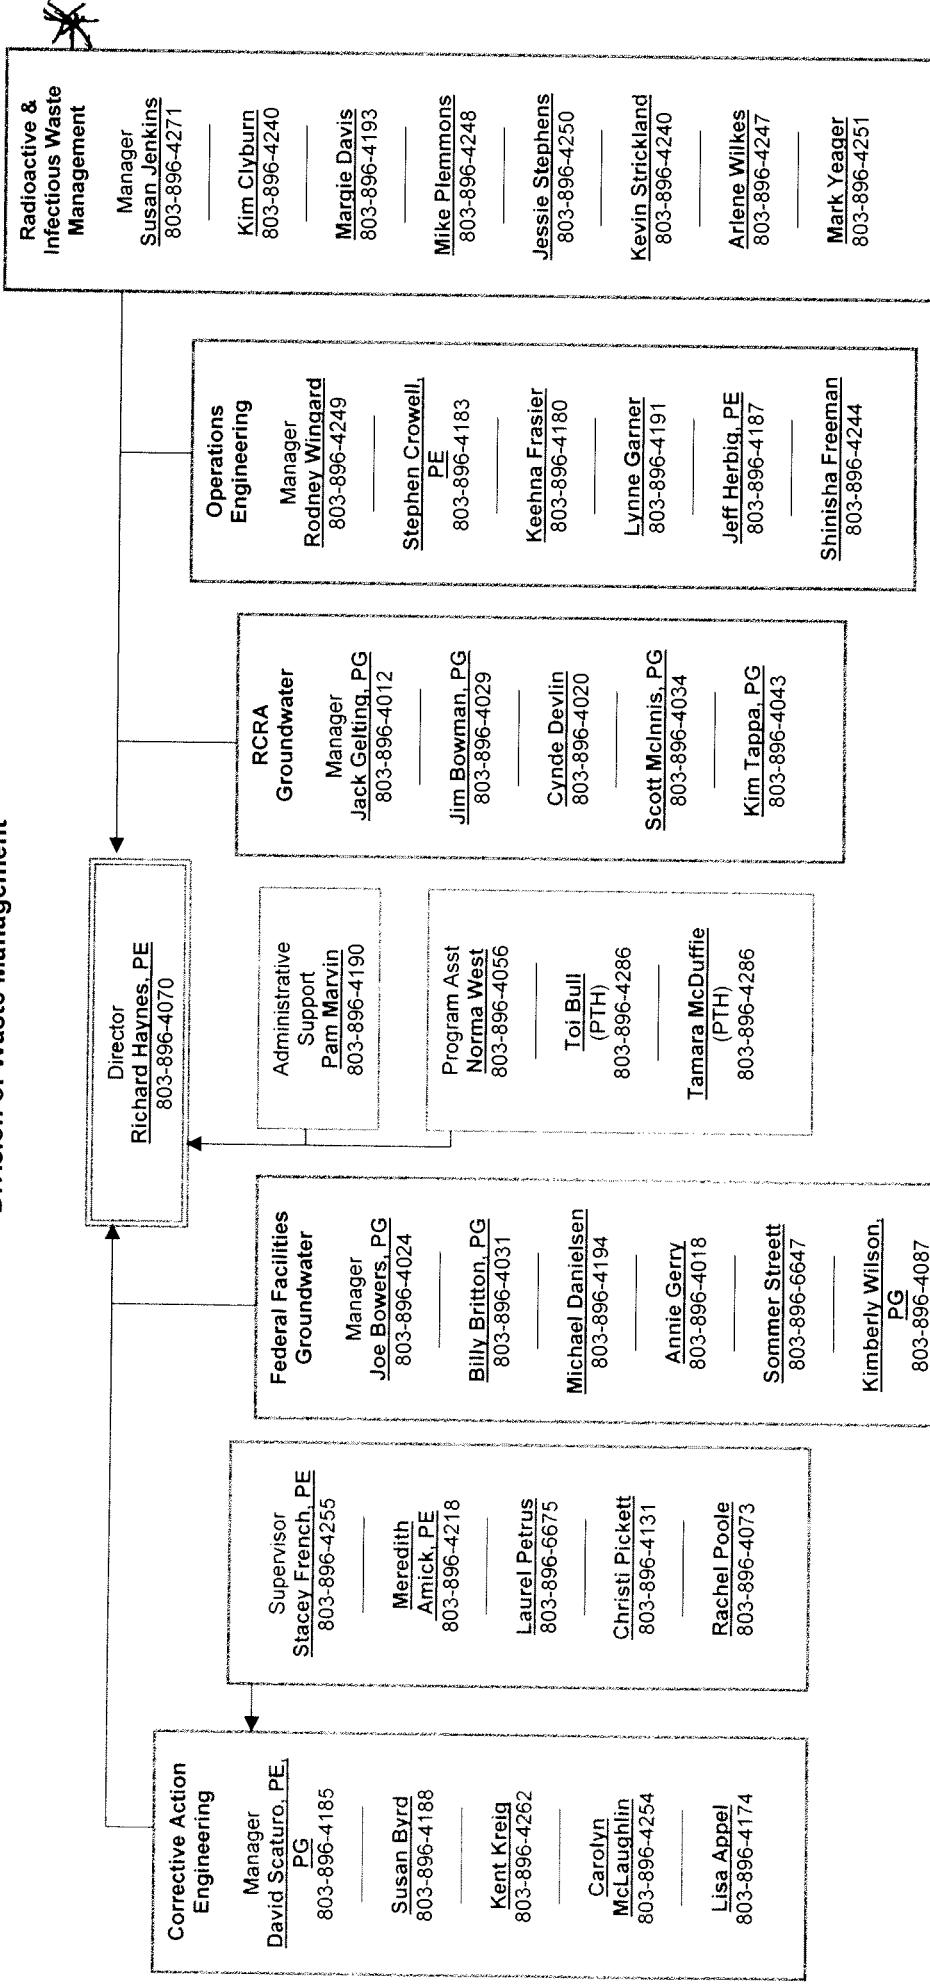 Division of Waste Management
Director
Richard Haynes, PE
803-896-4070
Corrective Action
Engineering
Manager
David Scaturo, PE,
PG
803-896-4185
Susan Byrd
803-896-4188
Kent Kreig
803-896-4262
Carolyn
McLaughlin
803-896-4254
Lisa Appel
803-896-4174
Supervisor
Stacey French, PE
803-896-4255
Meredith
Amick, PE
803-896-4218
Laurel Petrus
803-896-6675
Christi Pickett
803-896-4131
Rachel Poole
803-896-4073
Federal Facilities
Groundwater
Manager
Joe Bowers, PG
803-896-4024
Billy Britton, PG
803-896-4031
Michael Danielsen
803-896-4194
Annie Gerry
803-896-4018
Sommer Streett
803-896-6647
Kimberly Wilson,
PG
803-896-4087
Administrative
Support
Pam Marvin
803-896-4190
Program Asst
Norma West
803-896-4056
Toi Bull
(PTH)
803-896-4286
Tamara McDuffie
(PTH)
803-896-4286
RCRA
Groundwater
Manager
Jack Gelting, PG
803-896-4012
Jim Bowman, PG
803-896-4029
Cynde Devlin
803-896-4020
Scott McInnis, PG
803-896-4034
Kim Tappa, PG
803-896-4043
Operations
Engineering
Manager
Rodney Wingard
803-896-4249
Stephen Crowell,
PE
803-896-4183
Keehna Frasier
803-896-4180
Lynne Garner
803-896-4191
Jeff Herbig, PE
803-896-4187
Shinisha Freeman
803-896-4244
Radioactive &
Infectious Waste
Management
Manager
Susan Jenkins
803-896-4271
Kim Clyburn
803-896-4240
Margie Davis
803-896-4193
Mike Plemmons
803-896-4248
Jessie Stephens
803-896-4250
Kevin Strickland
803-896-4240
Arlene Wilkes
803-896-4247
Mark Yeager
803-896-4251